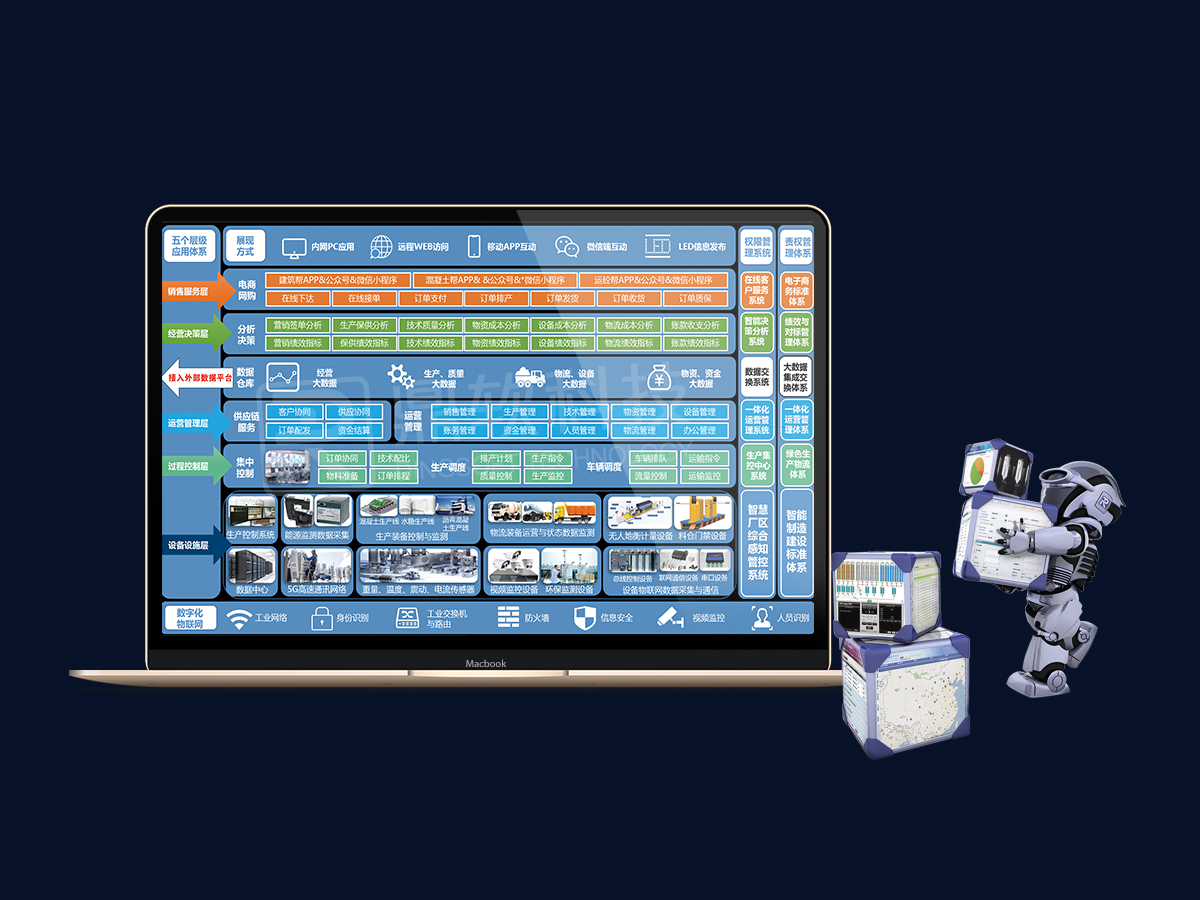 五个层级
应用体系
展现
方式
内网PC应用
远程WEB访问
移动APP互动
微信端互动
LED
LED信息发布
权限管
理系统
责权管
理体系
销售服务层
电商
网购
建筑帮APP&公众号&微信小程序
混凝土帮APP& &公众号&*微信小程序
运砼帮APP&公众号&微信小程序
在线下达
在线接单
订单支付
订单排产
订单发货
订单收货
订单质保
在线客
户服务
系统
电子商
务标准
体系
经营决策层
分析
决策
营销签单分析
生产保供分析
技术质量分析
物资成本分析
设备成本分析
物流成本分析
账款收支分析
营销绩效指标
保供绩效指标
技术绩效指标
物资绩效指标
设备绩效指标
物流绩效指标
账款绩效指标
智能决
策分析
系统
绩效与
对标管
理体系
接入外部数据平台
数据
仓库
经营
大数据
生产、质量
大数据
物流、设备
大数据
物资、资金
大数据
数据交
换系统
大数据
集成交
换体系
运营管理层
供应链
服务
客户协同
供应协同
订单配发
资金结算
运营
管理
销售管理
生产管理
技术管理
物资管理
设备管理
账务管理
资金管理
人员管理
物流管理
办公管理
一体化
运营管
理系统
一体化
运营管
理体系
过程控制层
集中
控制
订单协同
技术配比
物料准备
订单排程
生产调度
排产计划
生产指令
质量控制
生产监控
车辆调度
车辆排队
运输指令
流量控制
运输监控
生产集
控中心
系统
绿色生
产物流
体系
设备设施层
生产控制系统
能源监测数据采集
混凝土生产线
水稳生产线
沥青混凝
土生产线
生产装备控制与监测
物流装备运营与状态数据监测
无人地衡计量设备
料仓门禁设备
数据中心
5G高速通讯网络
重量、温度、震动、电流传感器
视频监控设备
环保监测设备
总线控制设备
联网通信设备
串口设备
设备物联网数据采集与通信
智慧
厂区
综合
感知
管控
系统
智能
制造
建设
标准
体系
数字化
物联网
工业网络
身份识别
工业交换机
与路由
防火墙
信息安全
视频监控
人员识别
Macbook